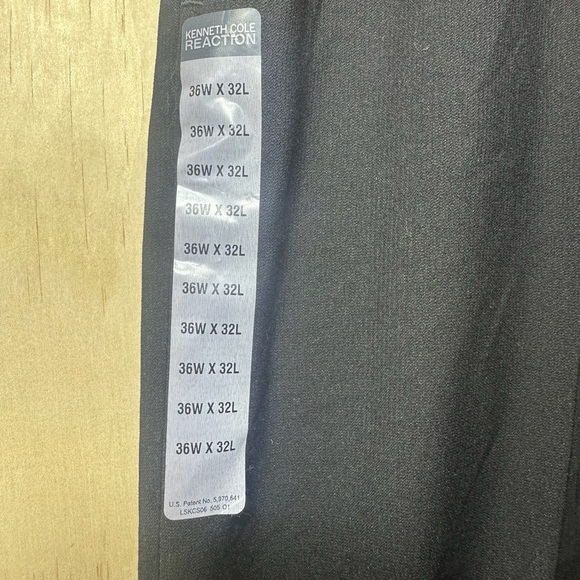 KENNETH COLE
REACTION
36W X 32L
36W X 32L
36W X 32L
36W X 32L
36W X 32L
36W X 32L
36W X 32L
36W X 32L
36W X 32L
36W X 32L
U.S. Patent No. 5,970,641
LSKCS06 505 01